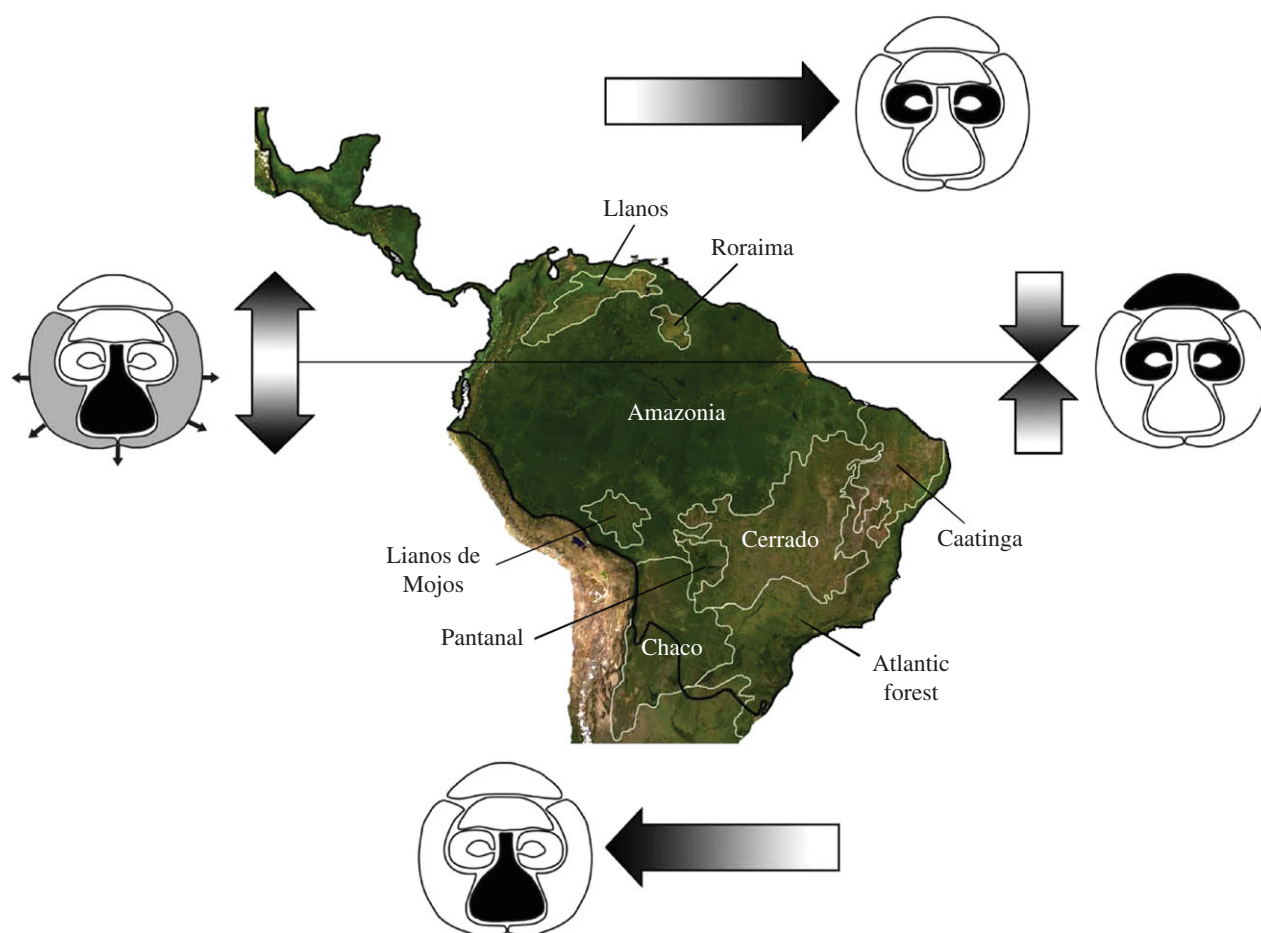 Llanos
Roraima
Amazonia
Cerrado
Caatinga
Lianos de
Mojos
Pantanal
Chaco
Atlantic
forest